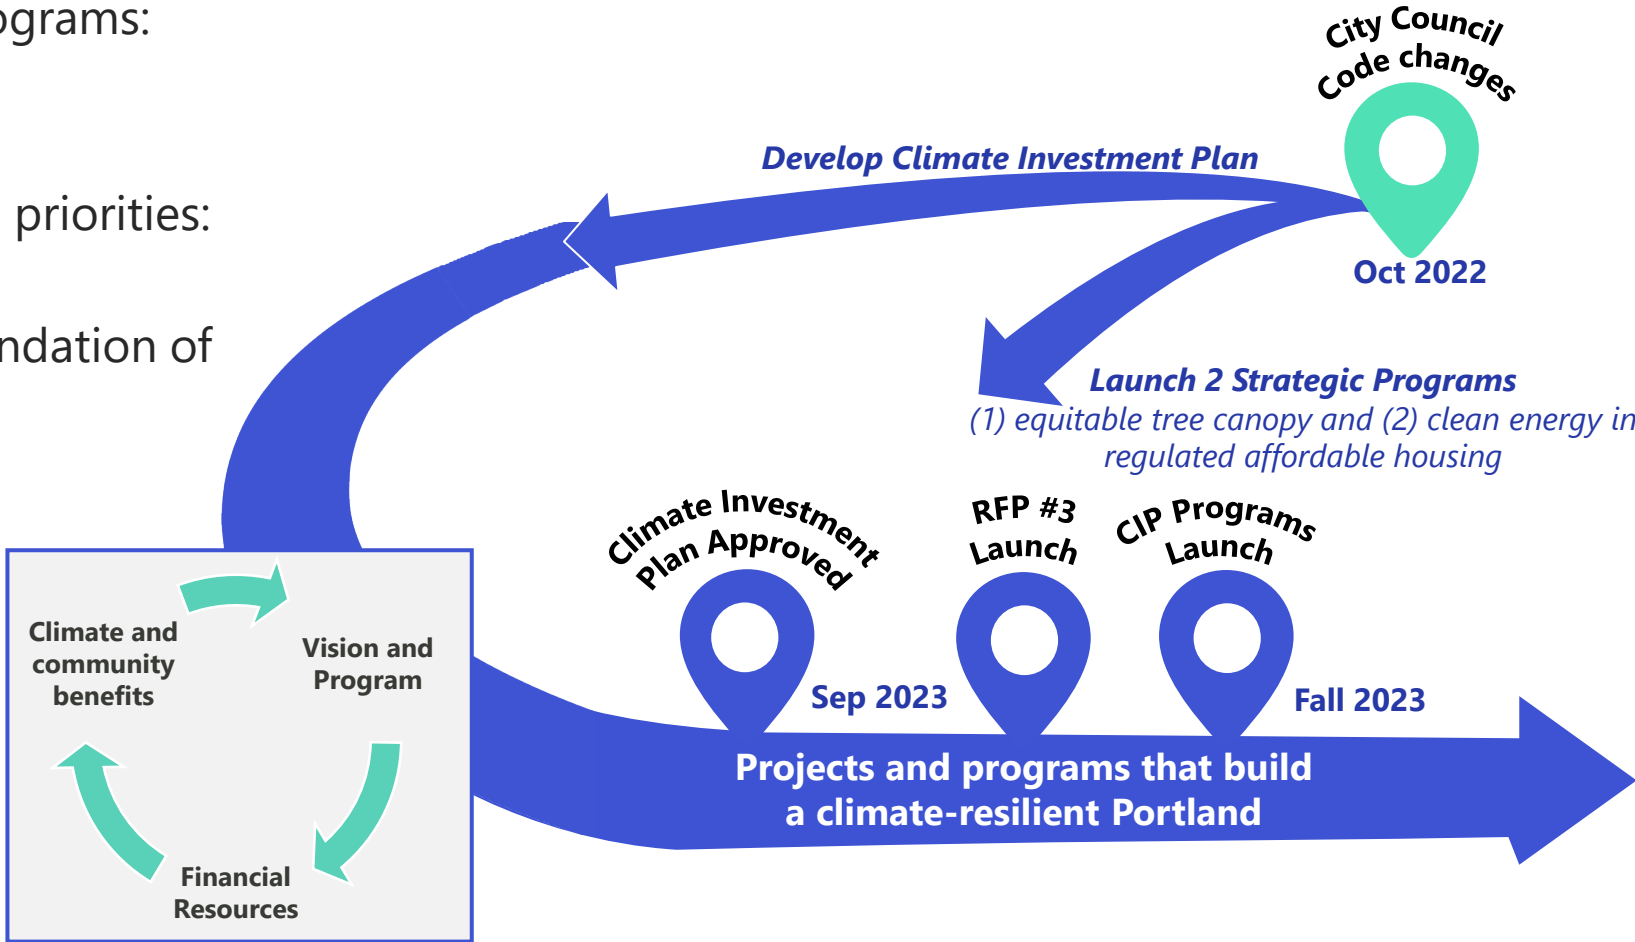 ograms:
priorities:
ndation of
City Council
Code changes
Oct 2022
Develop Climate Investment Plan
Launch 2 Strategic Programs
(1) equitable tree canopy and (2) clean energy in
regulated affordable housing
Climate Investment
Plan Approved
Sep 2023
RFP #3
Launch
CIP Programs
Launch
Fall 2023
Projects and programs that build
a climate-resilient Portland
Climate and
community
benefits
Vision and
Program
Financial
Resources